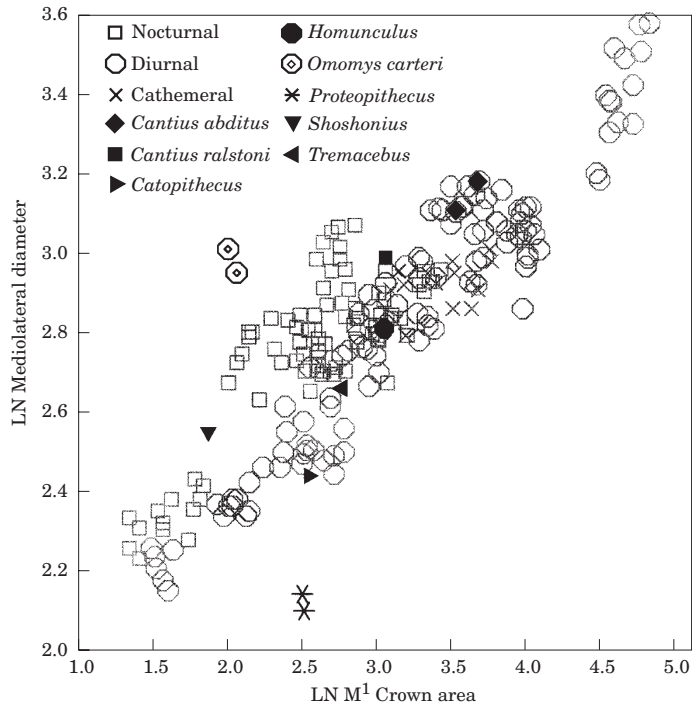 3.6
3.4
3.2
3.0
2.8
2.6
2.4
2.2
2.0
LN Mediolateral diameter
Nocturnal
Diurnal
Cathemeral
Cantius abditus
Cantius ralstoni
Catopithecus
Homunculus
Omomys carteri
Proteopithecus
Shoshonius
Tremacebus
1.0 1.5 2.0 2.5 3.0 3.5 4.0 4.5 5.0
LN M¹ Crown area